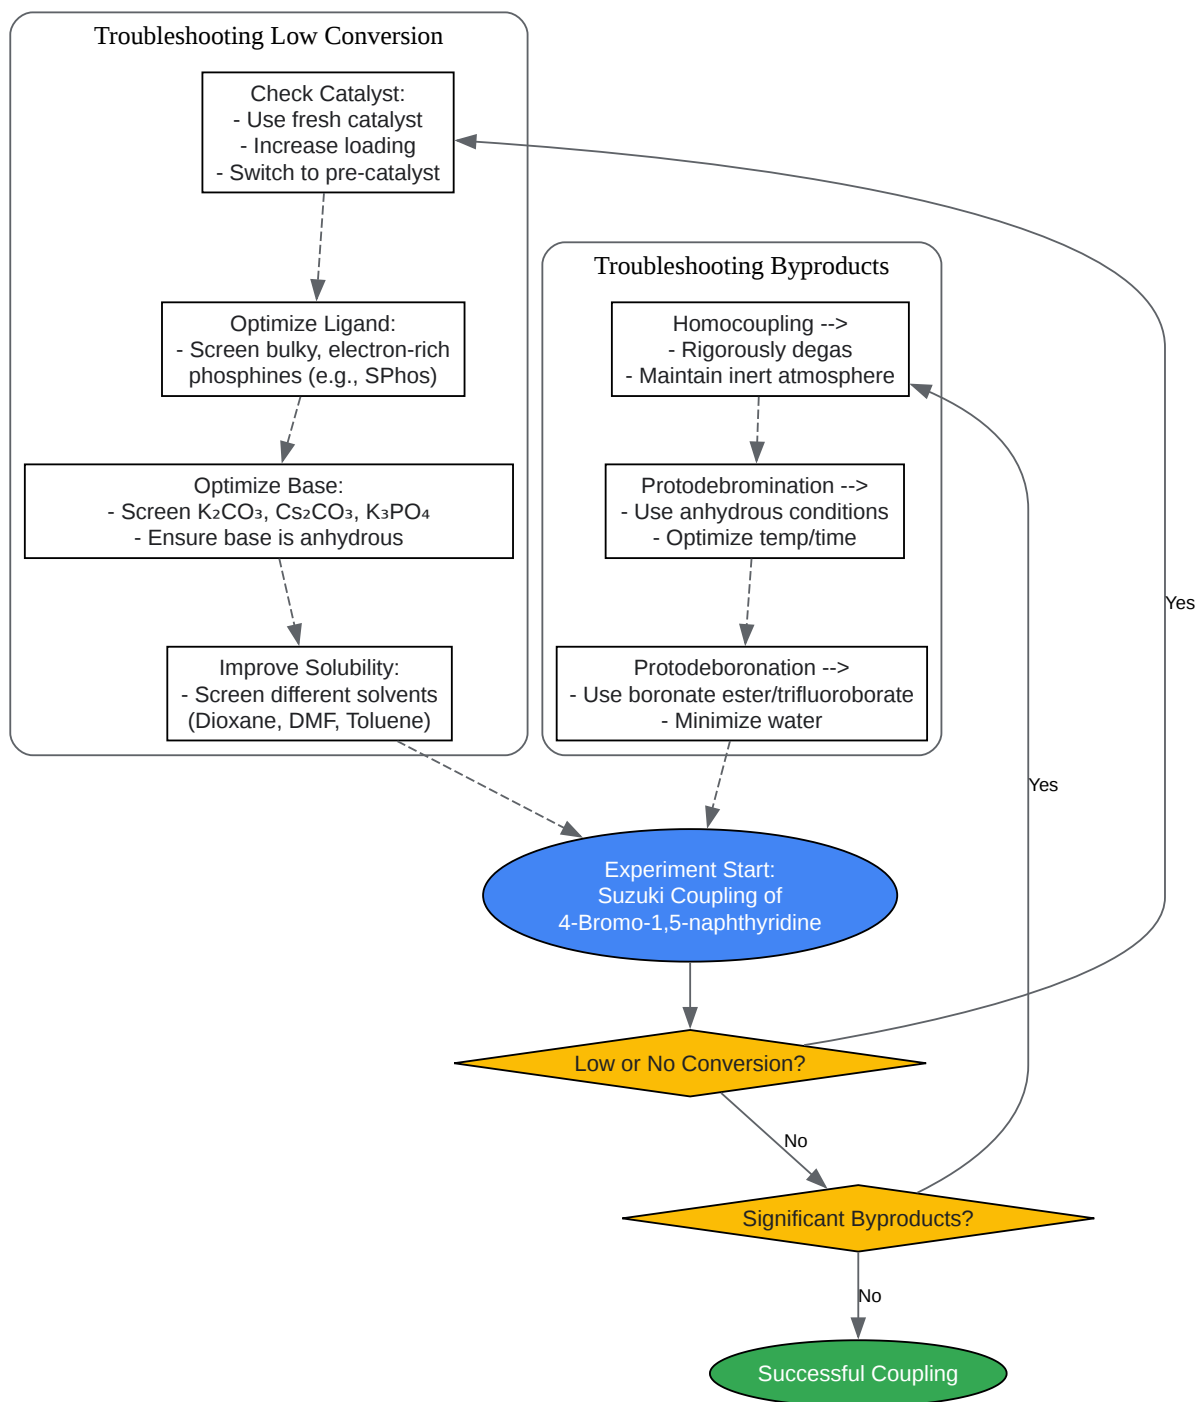 Troubleshooting Low Conversion
Check Catalyst:
- Use fresh catalyst
- Increase loading
- Switch to pre-catalyst
Optimize Ligand:
- Screen bulky, electron-rich
phosphines (e.g., SPhos)
Optimize Base:
- Screen K₂CO₃, Cs₂CO₃, K₃PO₄
- Ensure base is anhydrous
Improve Solubility:
- Screen different solvents
(Dioxane, DMF, Toluene)
Troubleshooting Byproducts
Homocoupling -->
- Rigorously degas
- Maintain inert atmosphere
Protodebromination -->
- Use anhydrous conditions
- Optimize temp/time
Protodeboronation -->
- Use boronate ester/trifluoroborate
- Minimize water
Experiment Start:
Suzuki Coupling of
4-Bromo-1,5-naphthyridine
Low or No Conversion?
Yes
No
Significant Byproducts?
Yes
No
Successful Coupling